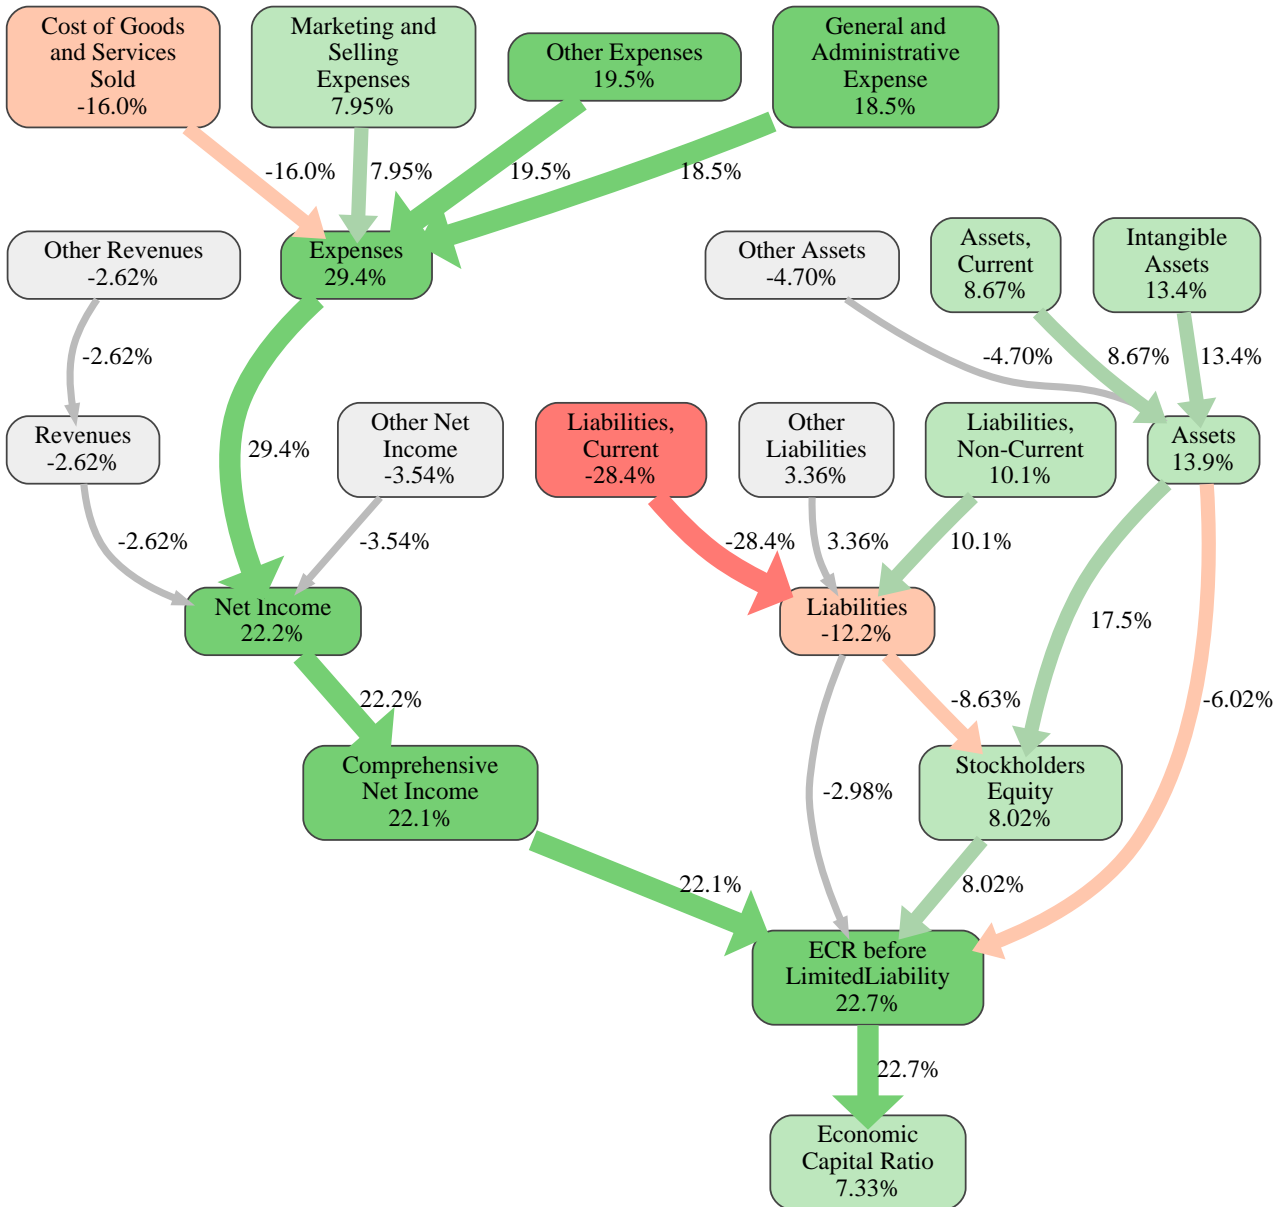 Cost of Goods
and Services
Sold
-16.0%
Marketing and
Selling
Expenses
7.95%
Other Expenses
19.5%
General and
Administrative
Expense
18.5%
-16.0%
7.95%
19.5%
18.5%
Other Revenues
-2.62%
Expenses
29.4%
Other Assets
-4.70%
Assets,
Current
8.67%
Intangible
Assets
13.4%
-2.62%
-4.70%
8.67%
13.4%
Revenues
-2.62%
29.4%
Other Net
Income
-3.54%
Liabilities,
Current
-28.4%
Other
Liabilities
3.36%
Liabilities,
Non-Current
10.1%
Assets
13.9%
-2.62%
-3.54%
-28.4%
3.36%
10.1%
Net Income
22.2%
Liabilities
-12.2%
17.5%
22.2%
-8.63%
-6.02%
Comprehensive
Net Income
22.1%
-2.98%
Stockholders
Equity
8.02%
22.1%
8.02%
ECR before
LimitedLiability
22.7%
22.7%
Economic
Capital Ratio
7.33%